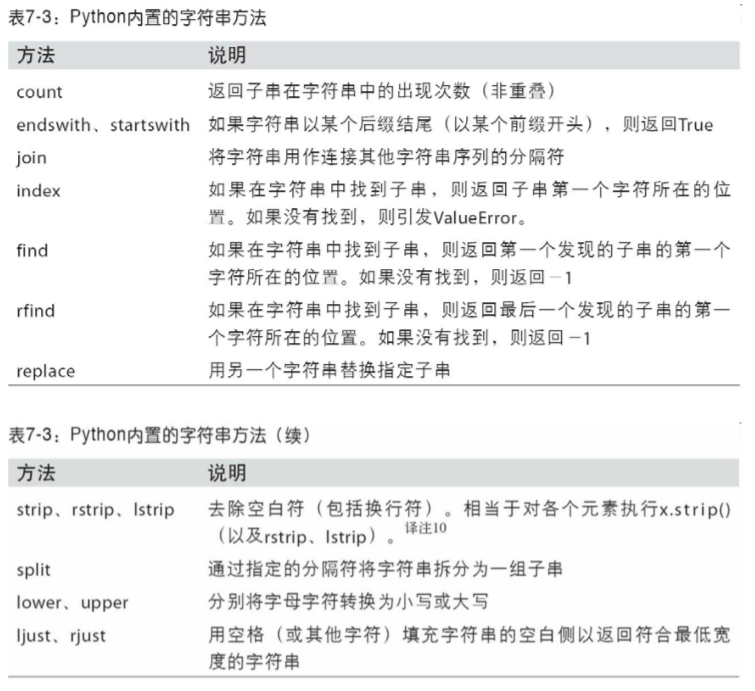 表7-3：Python内置的字符串方法
方法 说明
count 返回子串在字符串中的出现次数（非重叠）
endswith、startswith 如果字符串以某个后缀结尾（以某个前缀开头），则返回True
join 将字符串用作连接其他字符串序列的分隔符
index 如果在字符串中找到子串，则返回子串第一个字符所在的位
置。如果没有找到，则引发ValueError。
find 如果在字符串中找到子串，则返回第一个发现的子串的第一个
字符所在的位置。如果没有找到，则返回－1
rfind 如果在字符串中找到子串，则返回最后一个发现的子串的第一
个字符所在的位置。如果没有找到，则返回－1
replace 用另一个字符串替换指定子串
表7-3：Python内置的字符串方法（续）
方法 说明
strip、rstrip、lstrip 去除空白符（包括换行符）。相当于对各个元素执行x.strip()
（以及rstrip、lstrip）。译注10
split 通过指定的分隔符将字符串拆分为一组子串
lower、upper 分别将字母字符转换为小写或大写
ljust、rjust 用空格（或其他字符）填充字符串的空白侧以返回符合最低宽
度的字符串